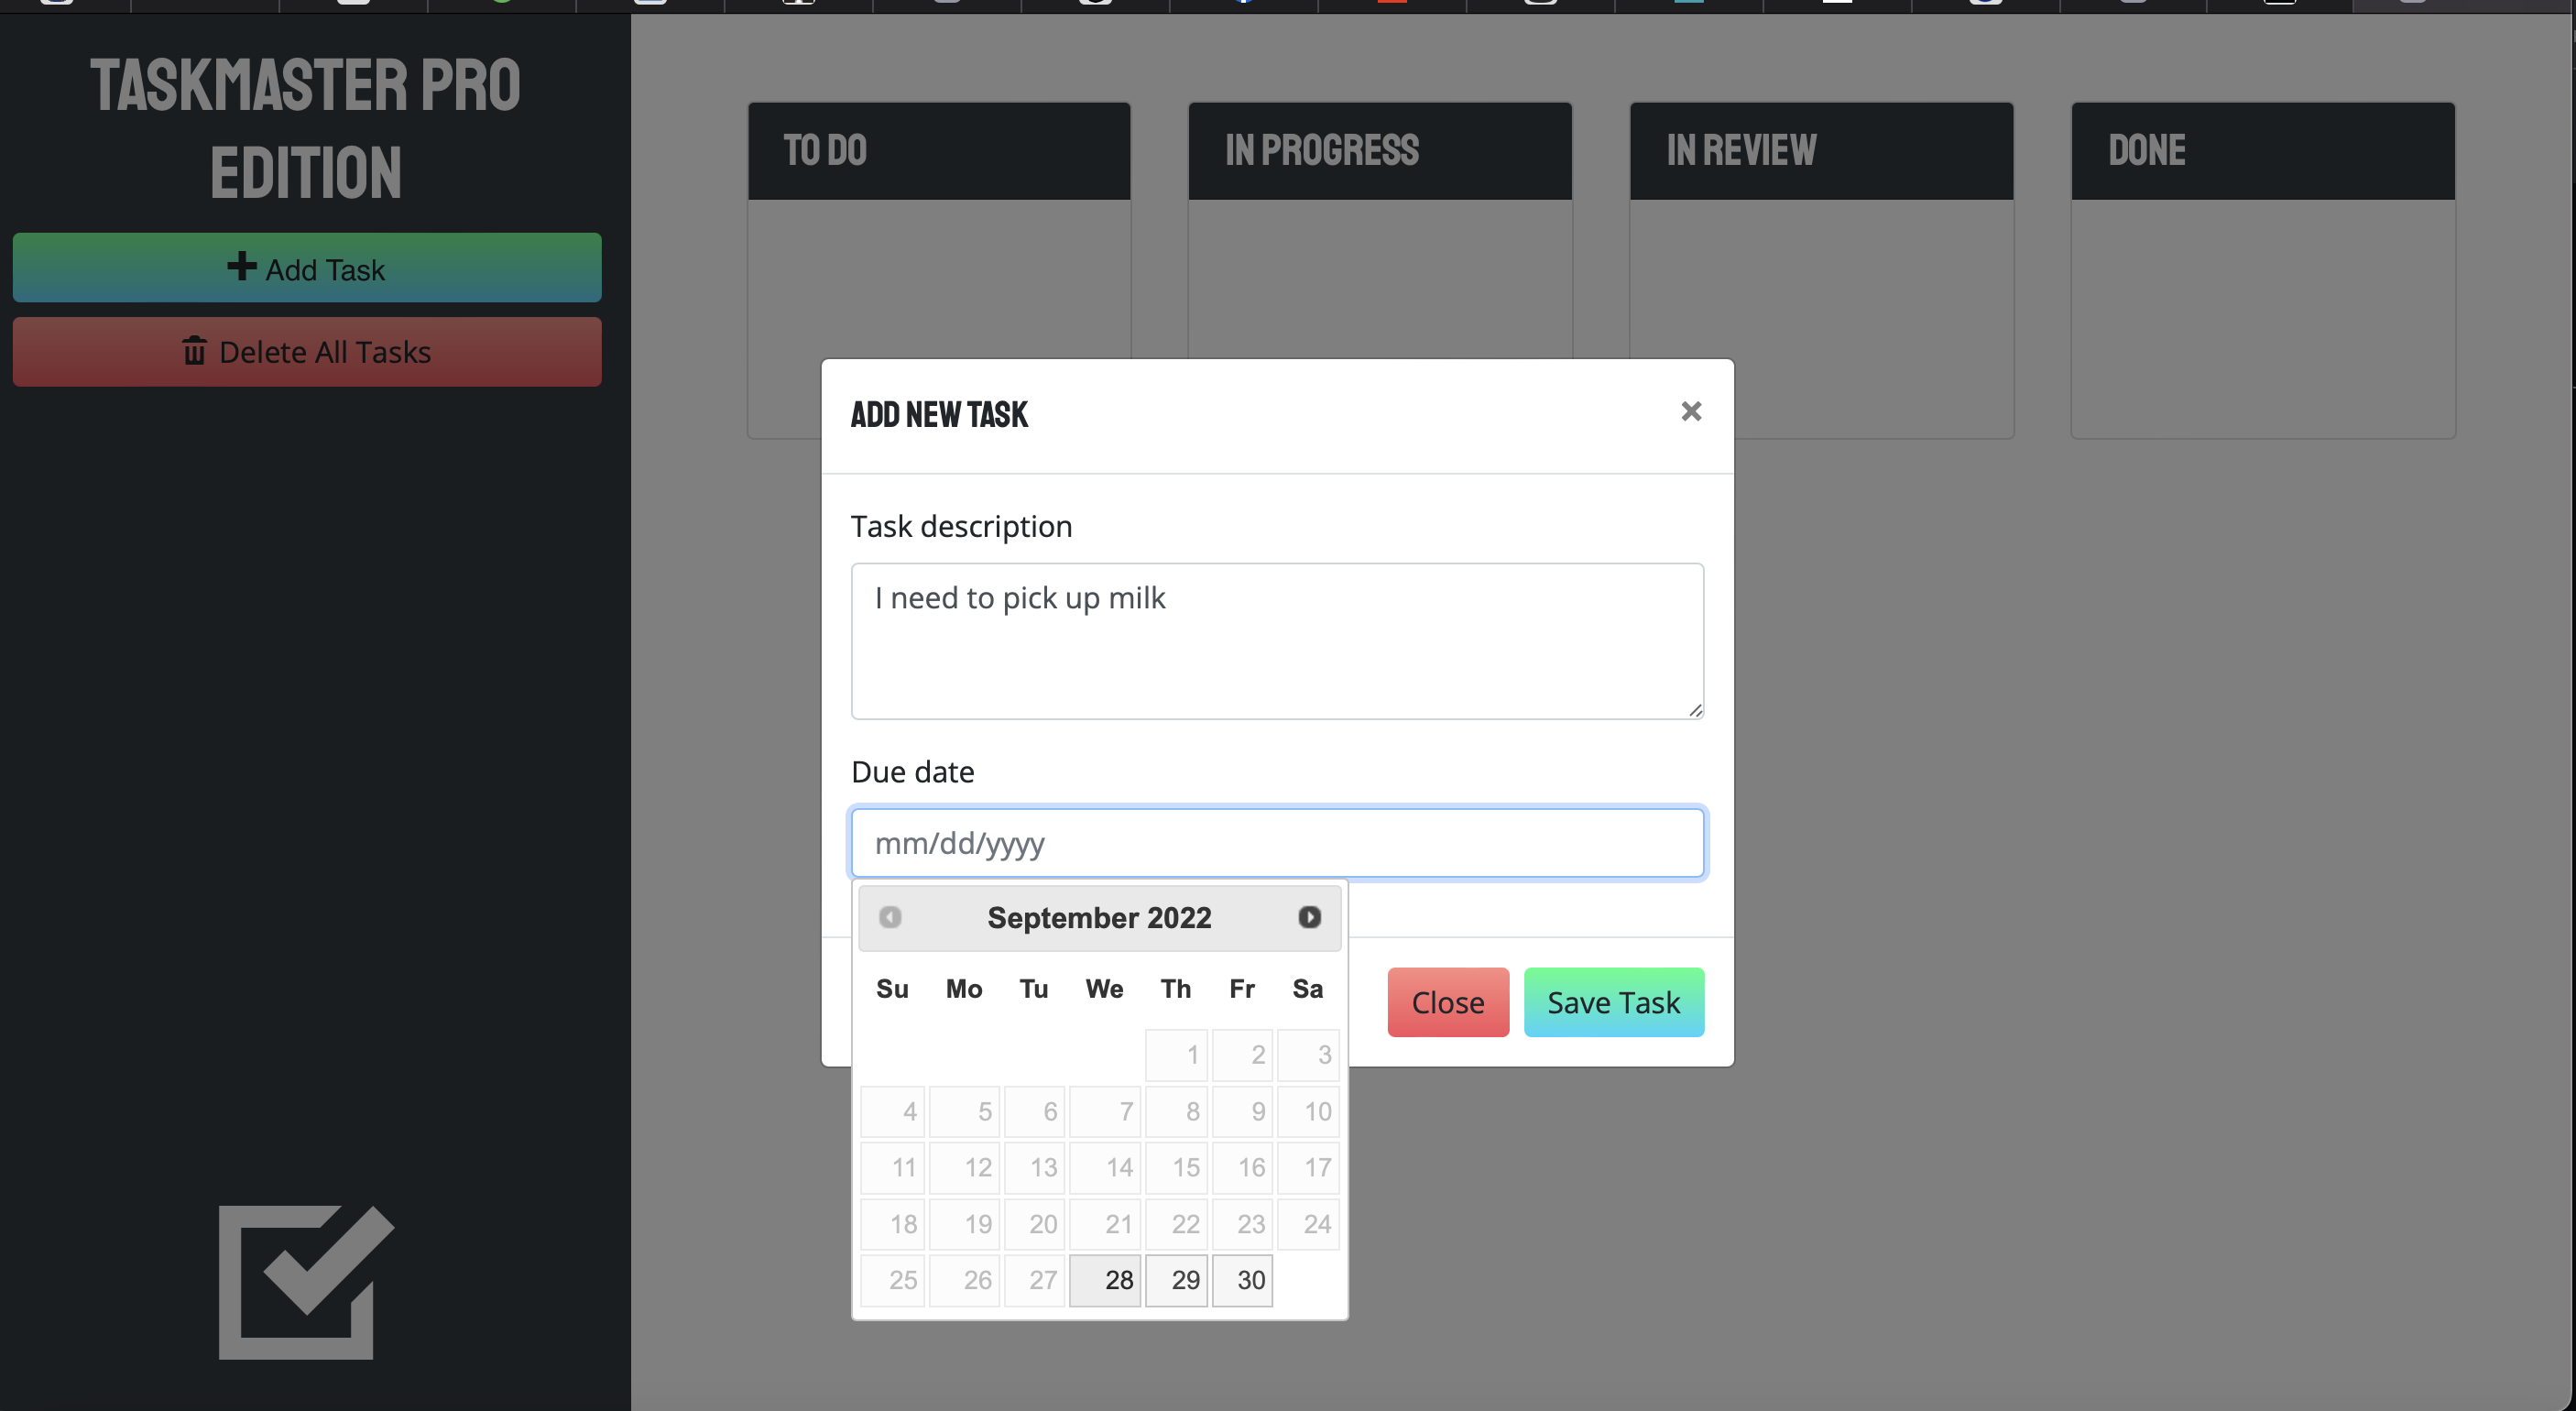 TASKMASTER PRO
EDITION
Add Task
Delete All Tasks
TO DO
IN PROGRESS
IN REVIEW
DONE
ADD NEW TASK
×
Task description
I need to pick up milk
Due date
mm/dd/yyyy
September 2022
Su Mo Tu We Th Fr Sa
1 2 3
4 5 6 7 8 9 10
11 12 13 14 15 16 17
18 19 20 21 22 23 24
25 26 27 28 29 30
Close Save Task